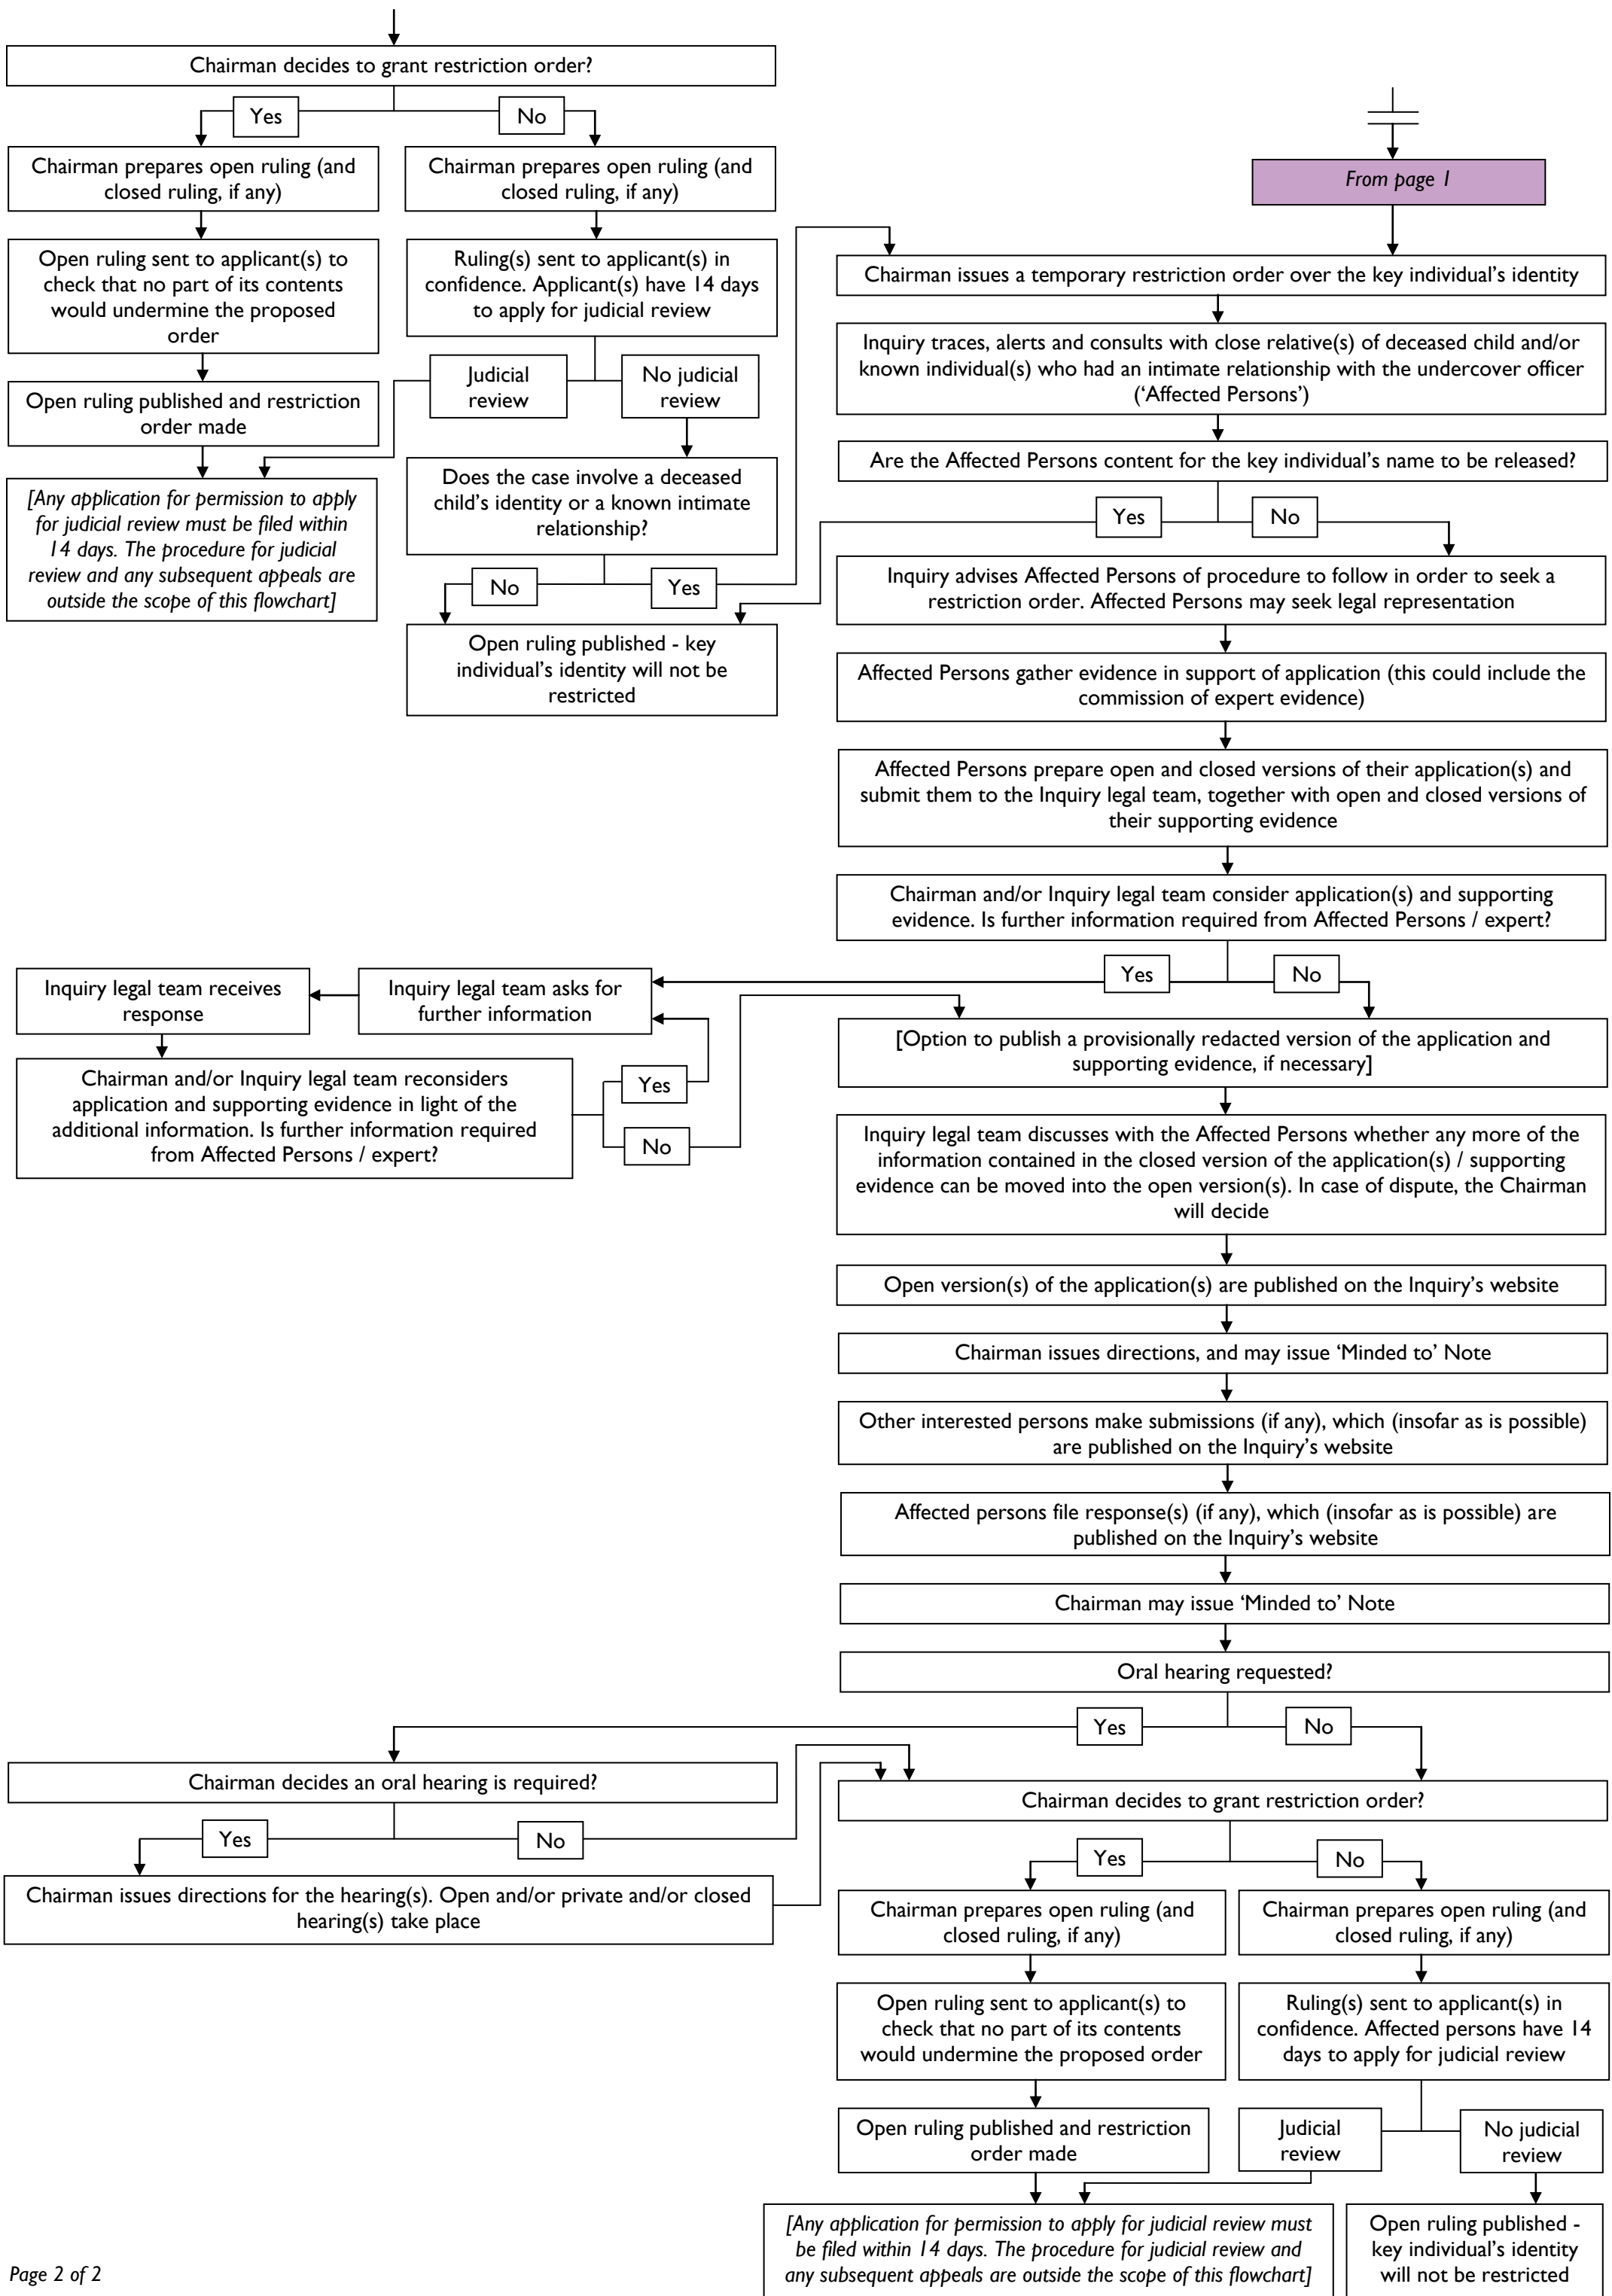 Chairman decides to grant restriction order?
Yes
No
Chairman prepares open ruling (and
closed ruling, if any)
Chairman prepares open ruling (and
closed ruling, if any)
Open ruling sent to applicant(s) to
check that no part of its contents
would undermine the proposed
order
Ruling(s) sent to applicant(s) in
confidence. Applicant(s) have 14 days
to apply for judicial review
Judicial
review
No judicial
review
Open ruling published and restriction
order made
Does the case involve a deceased
child’s identity or a known intimate
relationship?
[Any application for permission to apply
for judicial review must be filed within
14 days. The procedure for judicial
review and any subsequent appeals are
outside the scope of this flowchart]
No
Yes
Open ruling published - key
individual’s identity will not be
restricted
From page 1
Chairman issues a temporary restriction order over the key individual’s identity
Inquiry traces, alerts and consults with close relative(s) of deceased child and/or
known individual(s) who had an intimate relationship with the undercover officer
(‘Affected Persons’)
Are the Affected Persons content for the key individual’s name to be released?
Yes
No
Inquiry advises Affected Persons of procedure to follow in order to seek a
restriction order. Affected Persons may seek legal representation
Affected Persons gather evidence in support of application (this could include the
commission of expert evidence)
Affected Persons prepare open and closed versions of their application(s) and
submit them to the Inquiry legal team, together with open and closed versions of
their supporting evidence
Chairman and/or Inquiry legal team consider application(s) and supporting
evidence. Is further information required from Affected Persons / expert?
Yes
No
Inquiry legal team receives
response
Inquiry legal team asks for
further information
Chairman and/or Inquiry legal team reconsiders
application and supporting evidence in light of the
additional information. Is further information required
from Affected Persons / expert?
Yes
No
[Option to publish a provisionally redacted version of the application and
supporting evidence, if necessary]
Inquiry legal team discusses with the Affected Persons whether any more of the
information contained in the closed version of the application(s) / supporting
evidence can be moved into the open version(s). In case of dispute, the Chairman
will decide
Open version(s) of the application(s) are published on the Inquiry’s website
Chairman issues directions, and may issue ‘Minded to’ Note
Other interested persons make submissions (if any), which (insofar as is possible)
are published on the Inquiry’s website
Affected persons file response(s) (if any), which (insofar as is possible) are
published on the Inquiry’s website
Chairman may issue ‘Minded to’ Note
Oral hearing requested?
Yes
No
Chairman decides an oral hearing is required?
Yes
No
Chairman issues directions for the hearing(s). Open and/or private and/or closed
hearing(s) take place
Chairman decides to grant restriction order?
Yes
No
Chairman prepares open ruling (and
closed ruling, if any)
Chairman prepares open ruling (and
closed ruling, if any)
Open ruling sent to applicant(s) to
check that no part of its contents
would undermine the proposed order
Ruling(s) sent to applicant(s) in
confidence. Affected persons have 14
days to apply for judicial review
Open ruling published and restriction
order made
Judicial
review
No judicial
review
[Any application for permission to apply for judicial review must
be filed within 14 days. The procedure for judicial review and
any subsequent appeals are outside the scope of this flowchart]
Open ruling published -
key individual’s identity
will not be restricted
Page 2 of 2